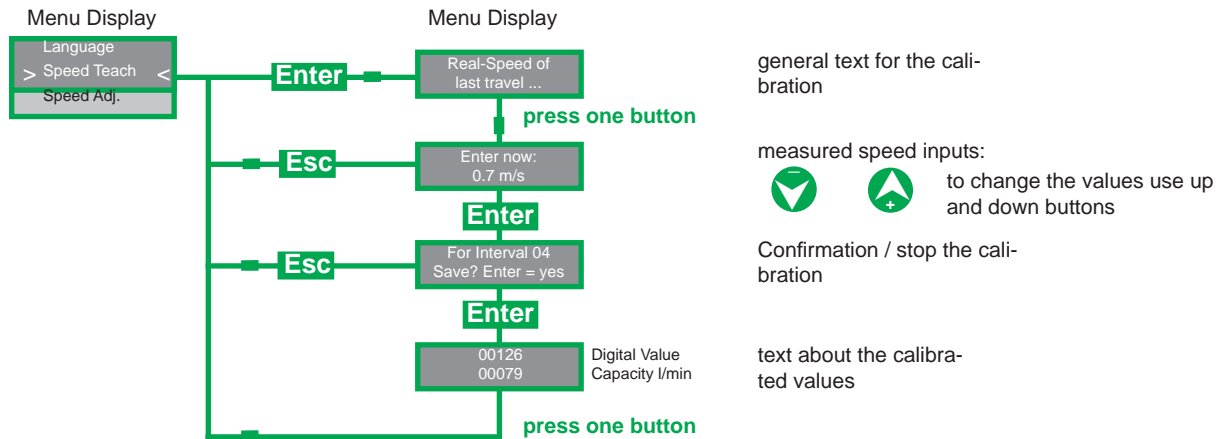 Menu Display
Menu Display
Language
> Speed Teach <
Speed Adj.
Enter
Real-Speed of
last travel ...
general text for the cali-
bration
press one button
Esc
Enter now:
0.7 m/s
measured speed inputs:
−
+
to change the values use up
and down buttons
Enter
Esc
For Interval 04
Save? Enter = yes
Confirmation / stop the cali-
bration
Enter
00126
00079
Digital Value
Capacity l/min
text about the calibra-
ted values
press one button